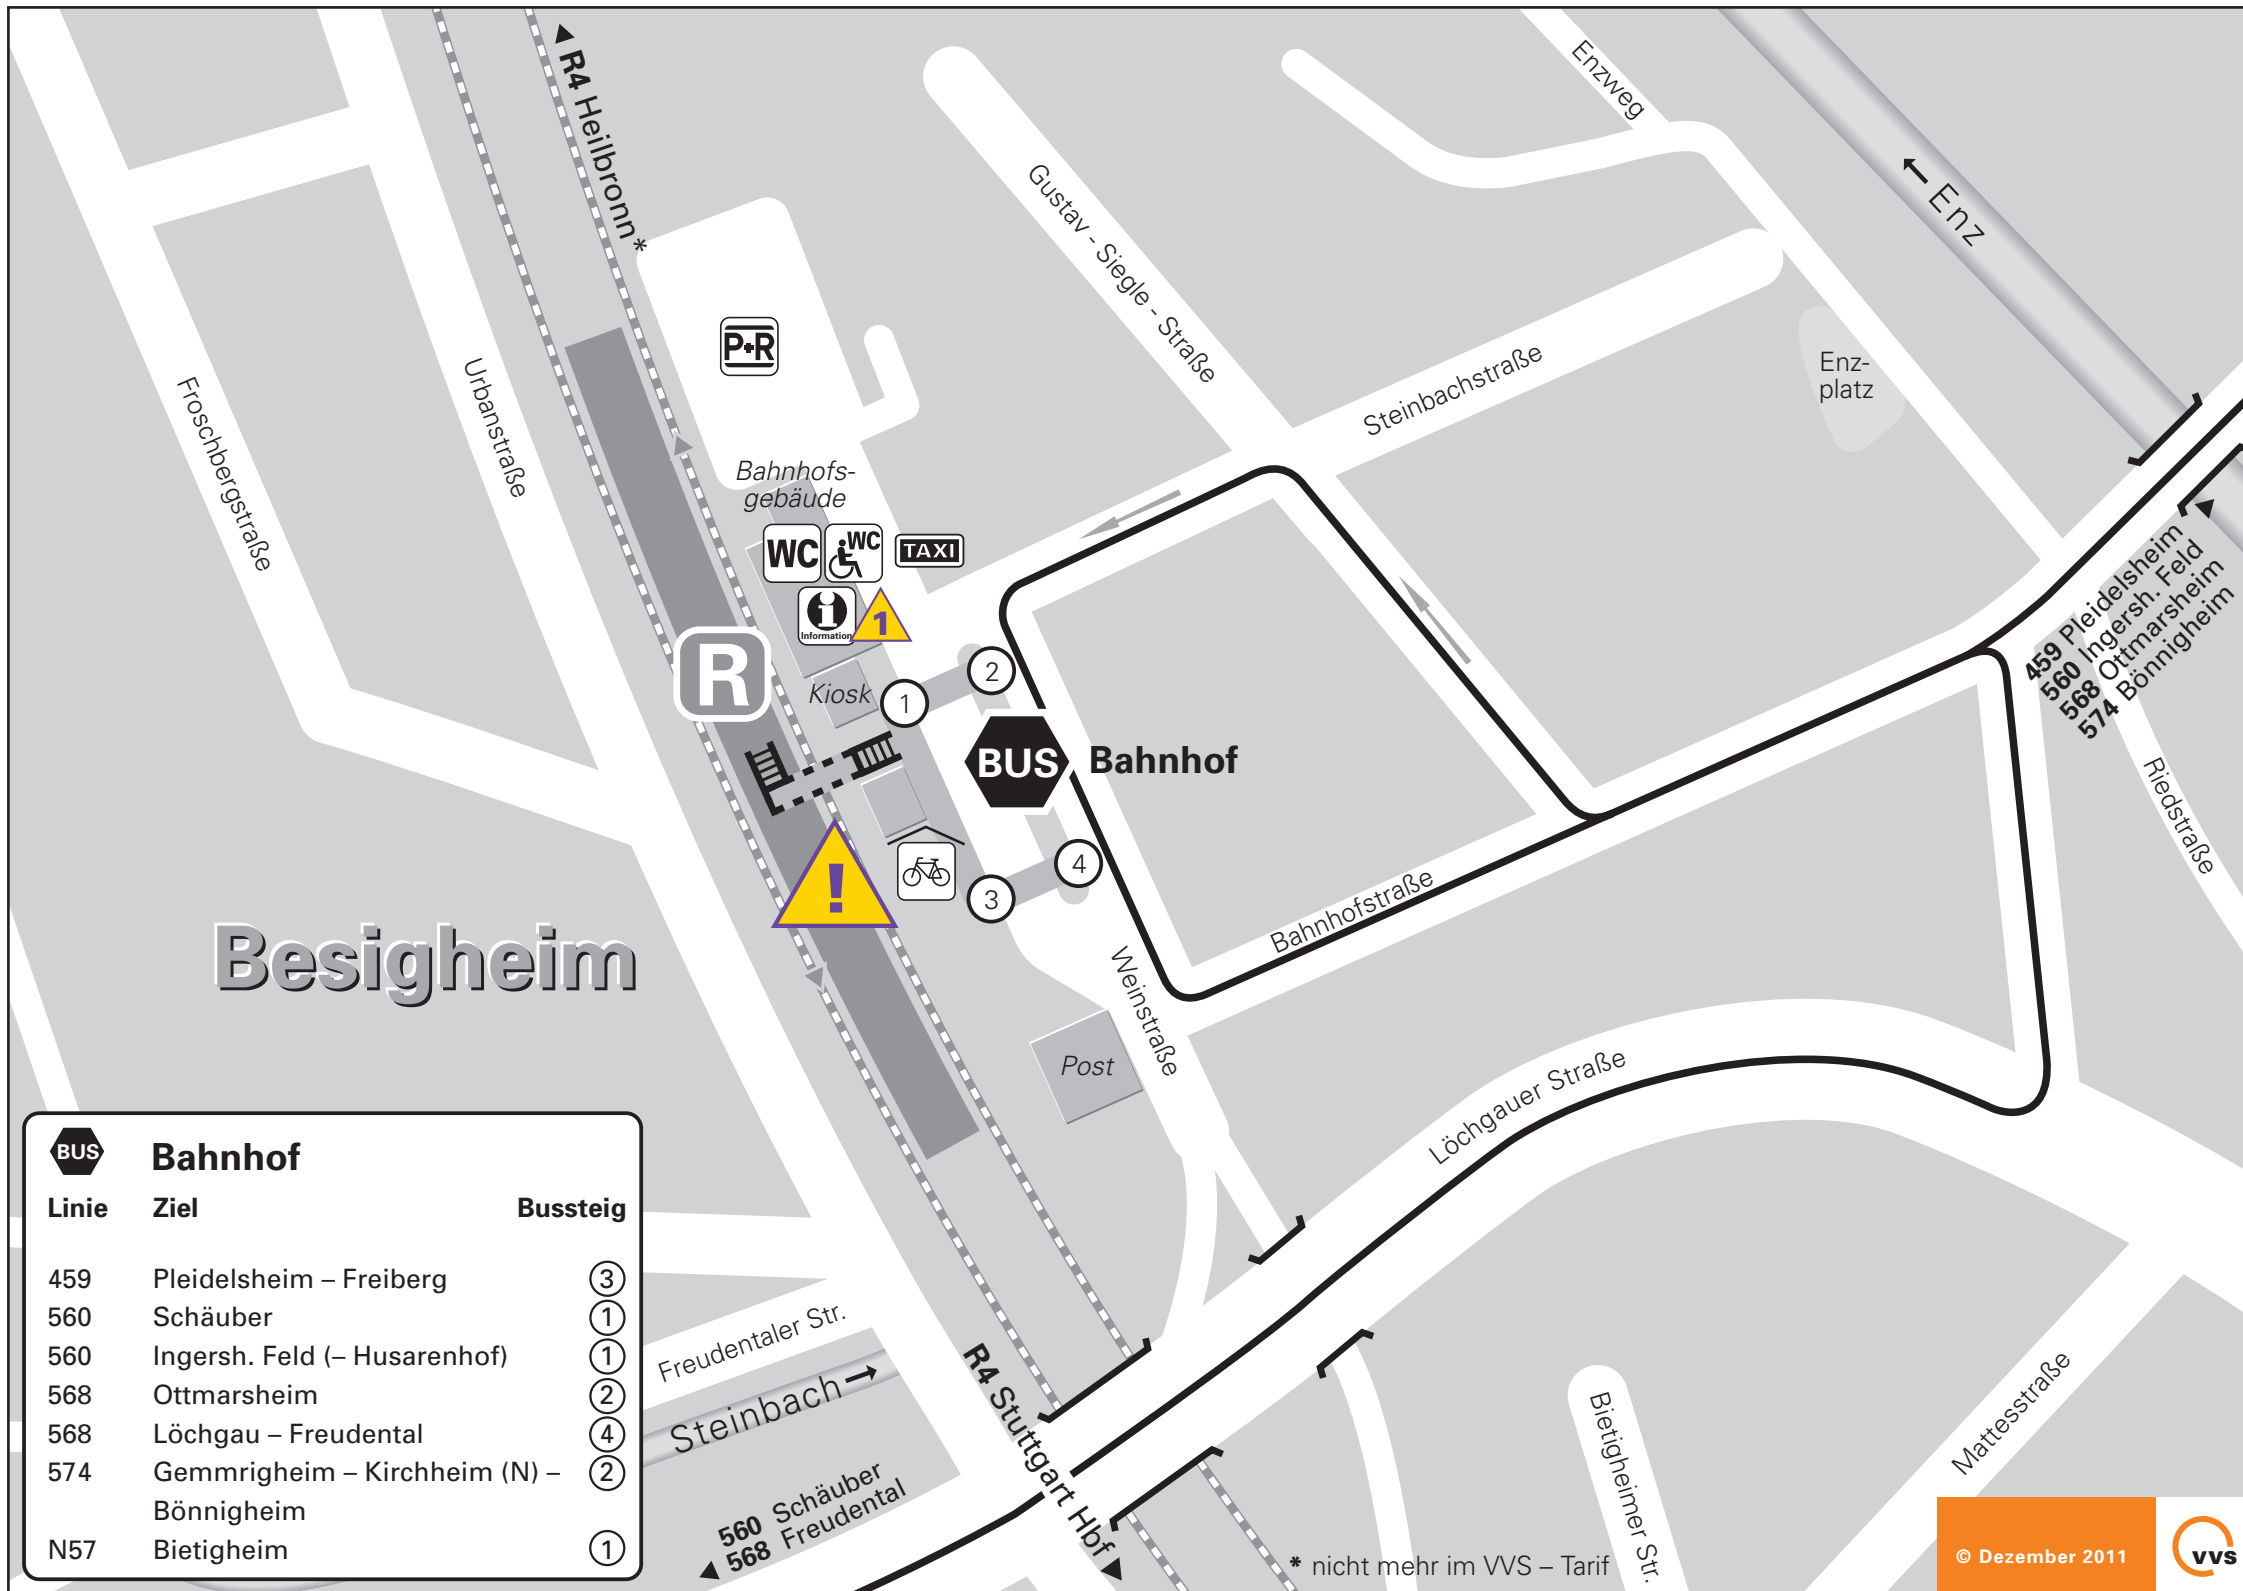 R4 Heilbronn*
Enzweg
Enz
Gustav - Siegle - Straße
P+R
Steinbachstraße
Enz-
platz
Froschbergstraße
Urbanstraße
Bahnhofs-
gebäude
WC
WC
TAXI
i
Information
1
R
Kiosk
1
2
BUS
Bahnhof
459 Pleidelsheim
560 Ingersh. Feld
568 Ottmarsheim
574 Bönnigheim
Riedstraße
!
3
4
Bahnhofstraße
Besigheim
Weinstraße
Post
Löchgauer Straße
BUS
Bahnhof
Linie Ziel Bussteig
459 Pleidelsheim – Freiberg 3
560 Schäuber 1
560 Ingersh. Feld (– Husarenhof) 1
568 Ottmarsheim 2
568 Löchgau – Freudental 4
574 Gemmrigheim – Kirchheim (N) – 2
Bönnigheim
N57 Bietigheim 1
Freudentaler Str.
Steinbach
560 Schäuber
568 Freudental
R4 Stuttgart Hbf
Bietigheimer Str.
Mattesstraße
* nicht mehr im VVS – Tarif
© Dezember 2011
vvs